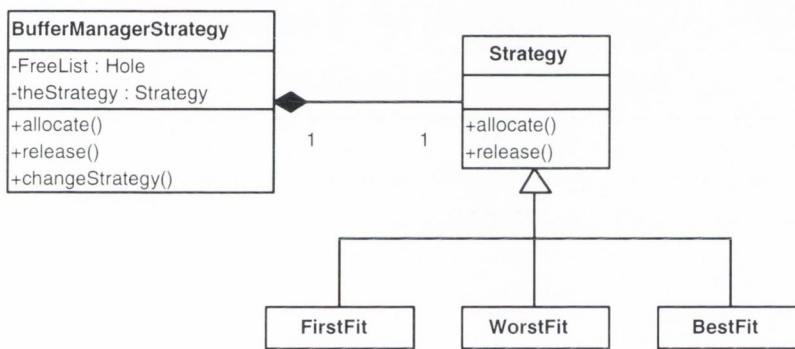 BufferManagerStrategy
-FreeList : Hole
-theStrategy : Strategy
+allocate()
+release()
+changeStrategy()
1
1
Strategy
+allocate()
+release()
FirstFit
WorstFit
BestFit